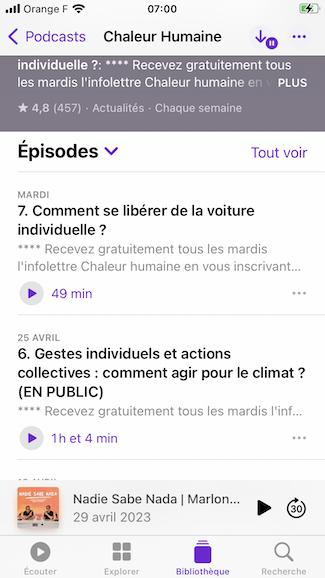 Orange F 07:00
Podcasts Chaleur Humaine
individuelle ?: **** Recevez gratuitement tous
les mardis l'infolettre Chaleur humaine en v PLUS
★ 4,8 (457) · Actualités · Chaque semaine
Épisodes Tout voir
MARDI
7. Comment se libérer de la voiture
individuelle ?
**** Recevez gratuitement tous les mardis
l'infolettre Chaleur humaine en vous inscrivant...
49 min
25 AVRIL
6. Gestes individuels et actions
collectives : comment agir pour le climat ?
(EN PUBLIC)
**** Recevez gratuitement tous les mardis l'inf...
1 h et 4 min
NADIE SABE NADA
Nadie Sabe Nada | Marlon...
29 avril 2023
30
Écouter Explorer Bibliothèque Recherche